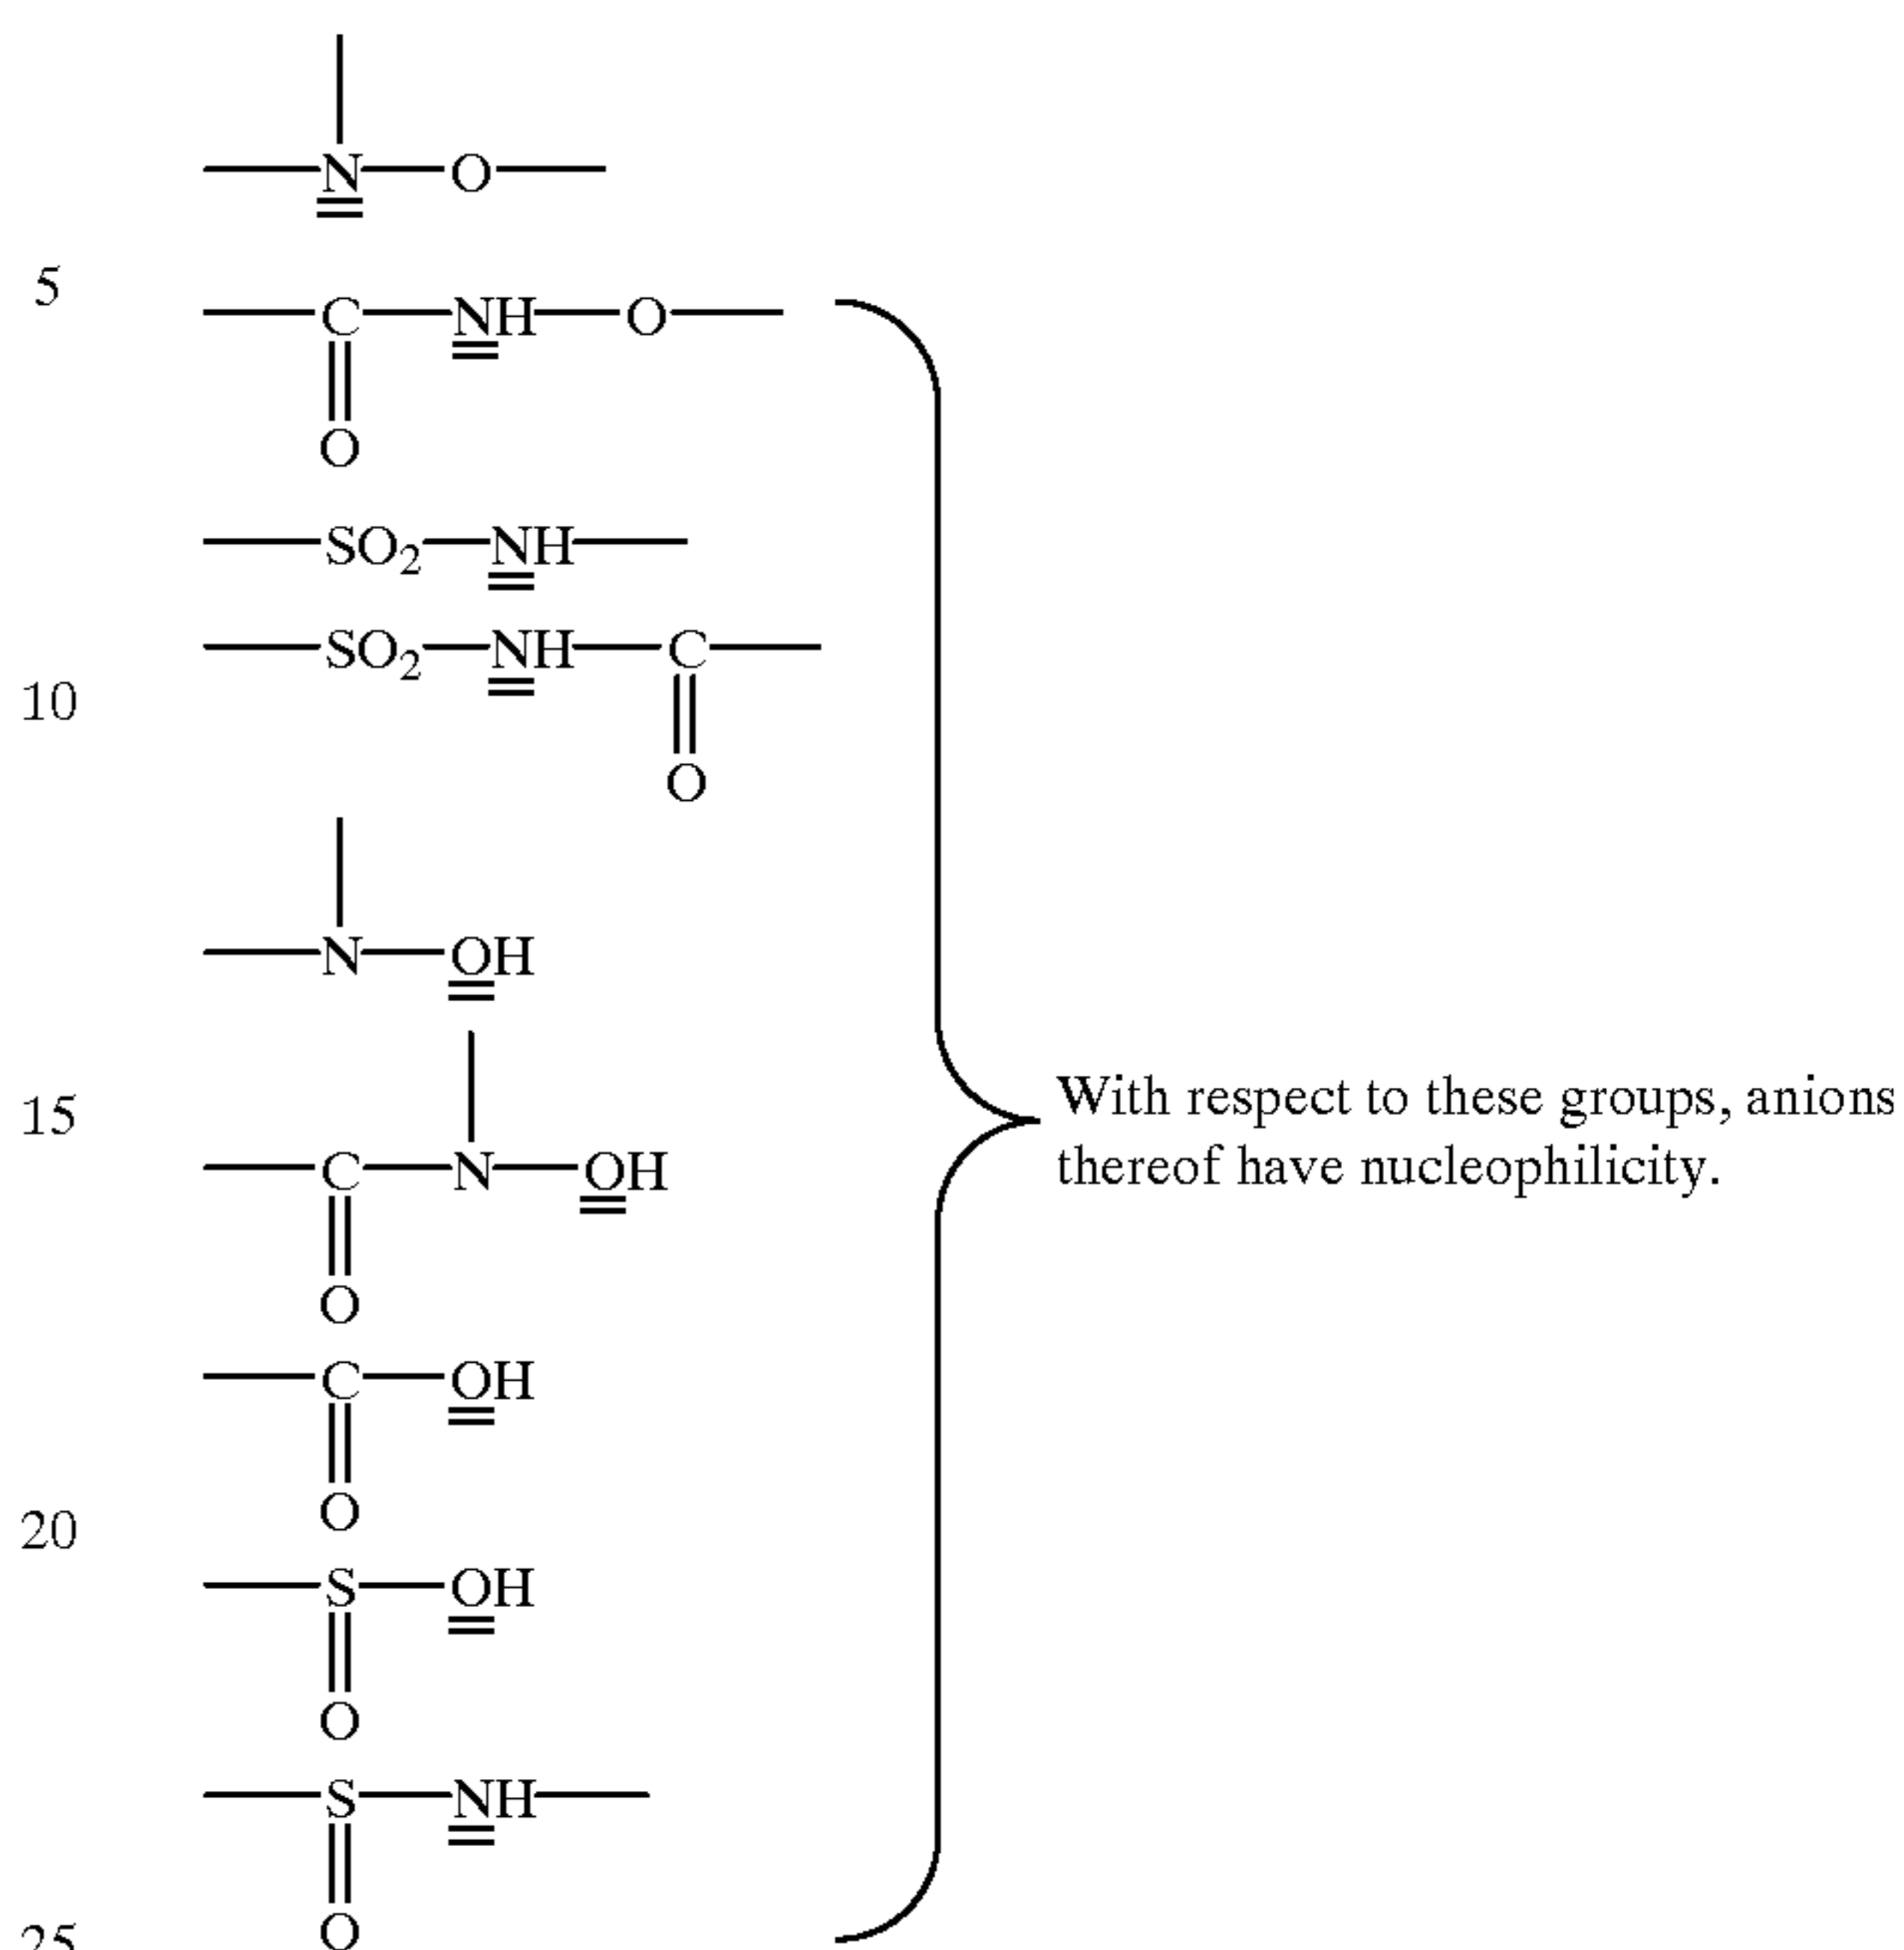 N O
5
C NH O
O
SO2 NH
SO2 NH C
10
O
N OH
With respect to these groups, anions
15
thereof have nucleophilicity.
C N OH
O
C OH
O
20
S OH
O
S NH
O
25